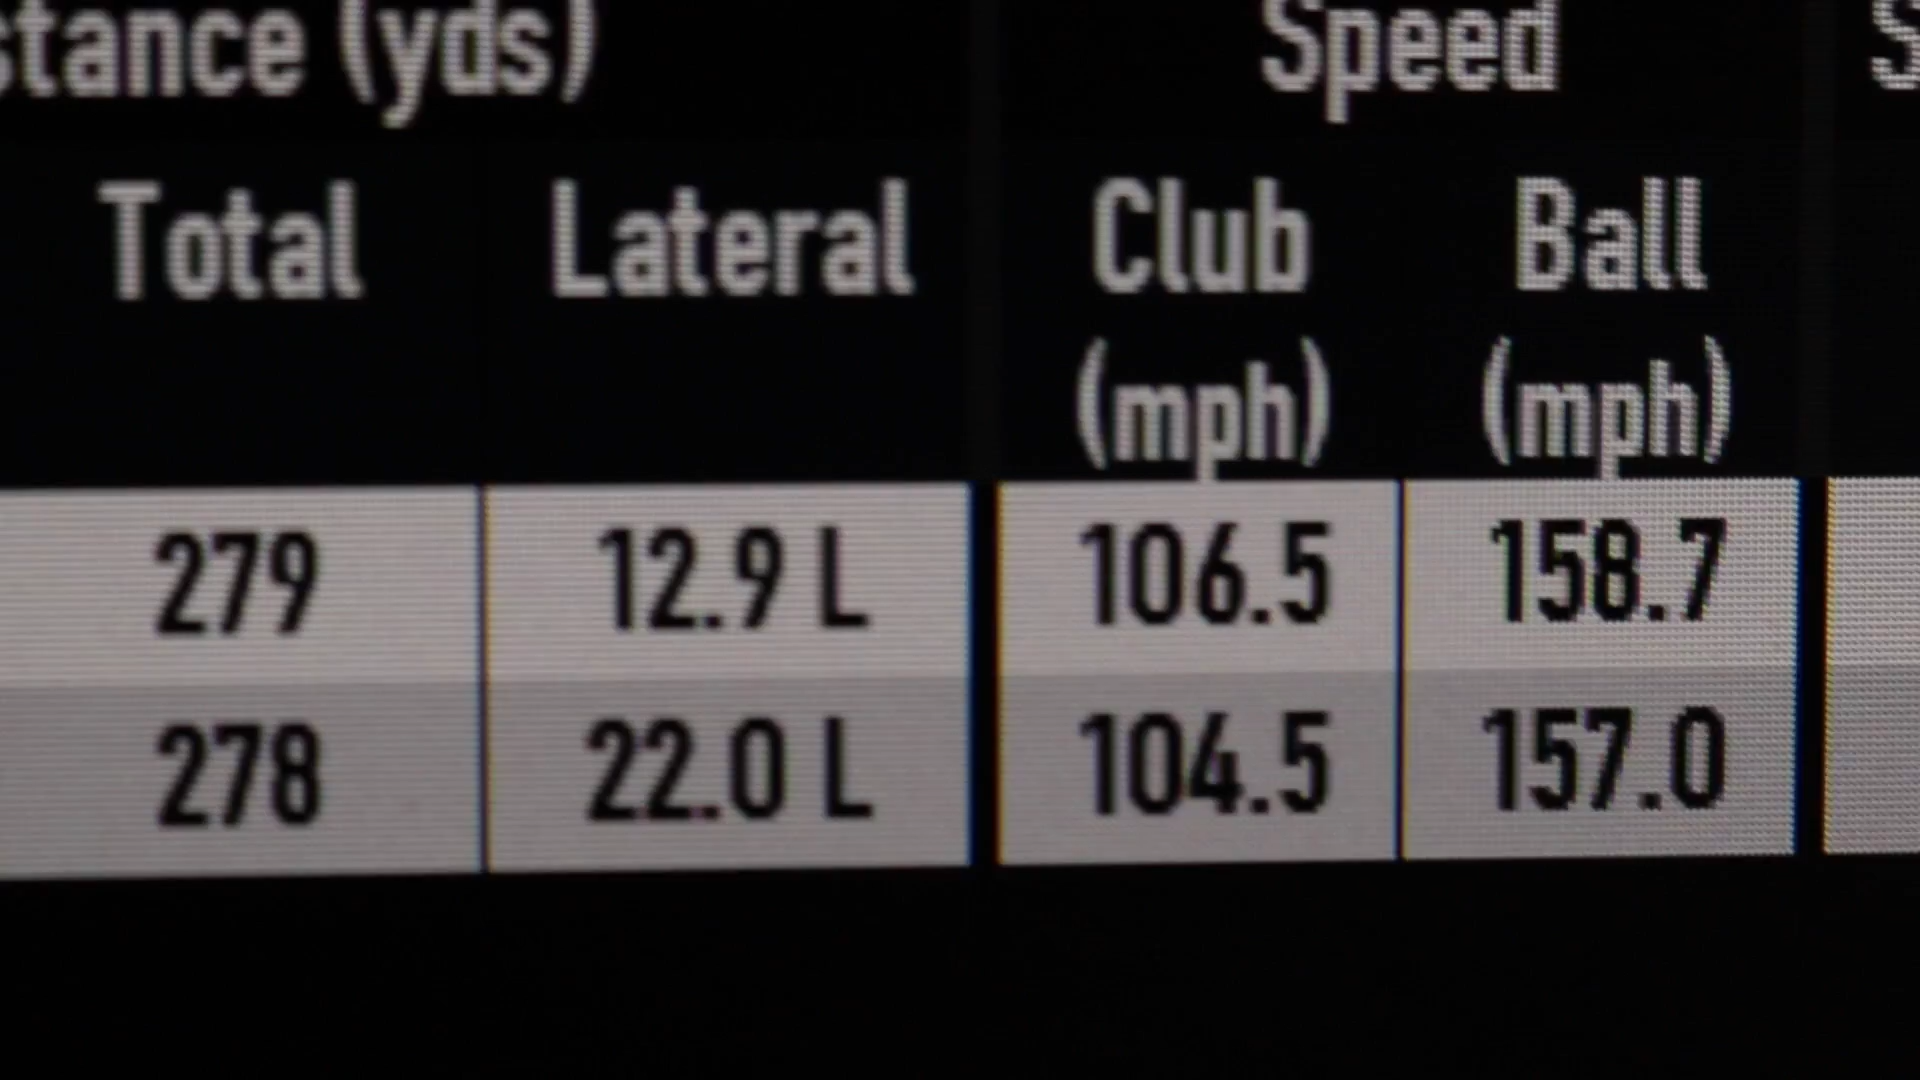 stance (yds) Speed S
Total Lateral Club Ball
(mph) (mph)
279 12.9 L 106.5 158.7
278 22.0 L 104.5 157.0